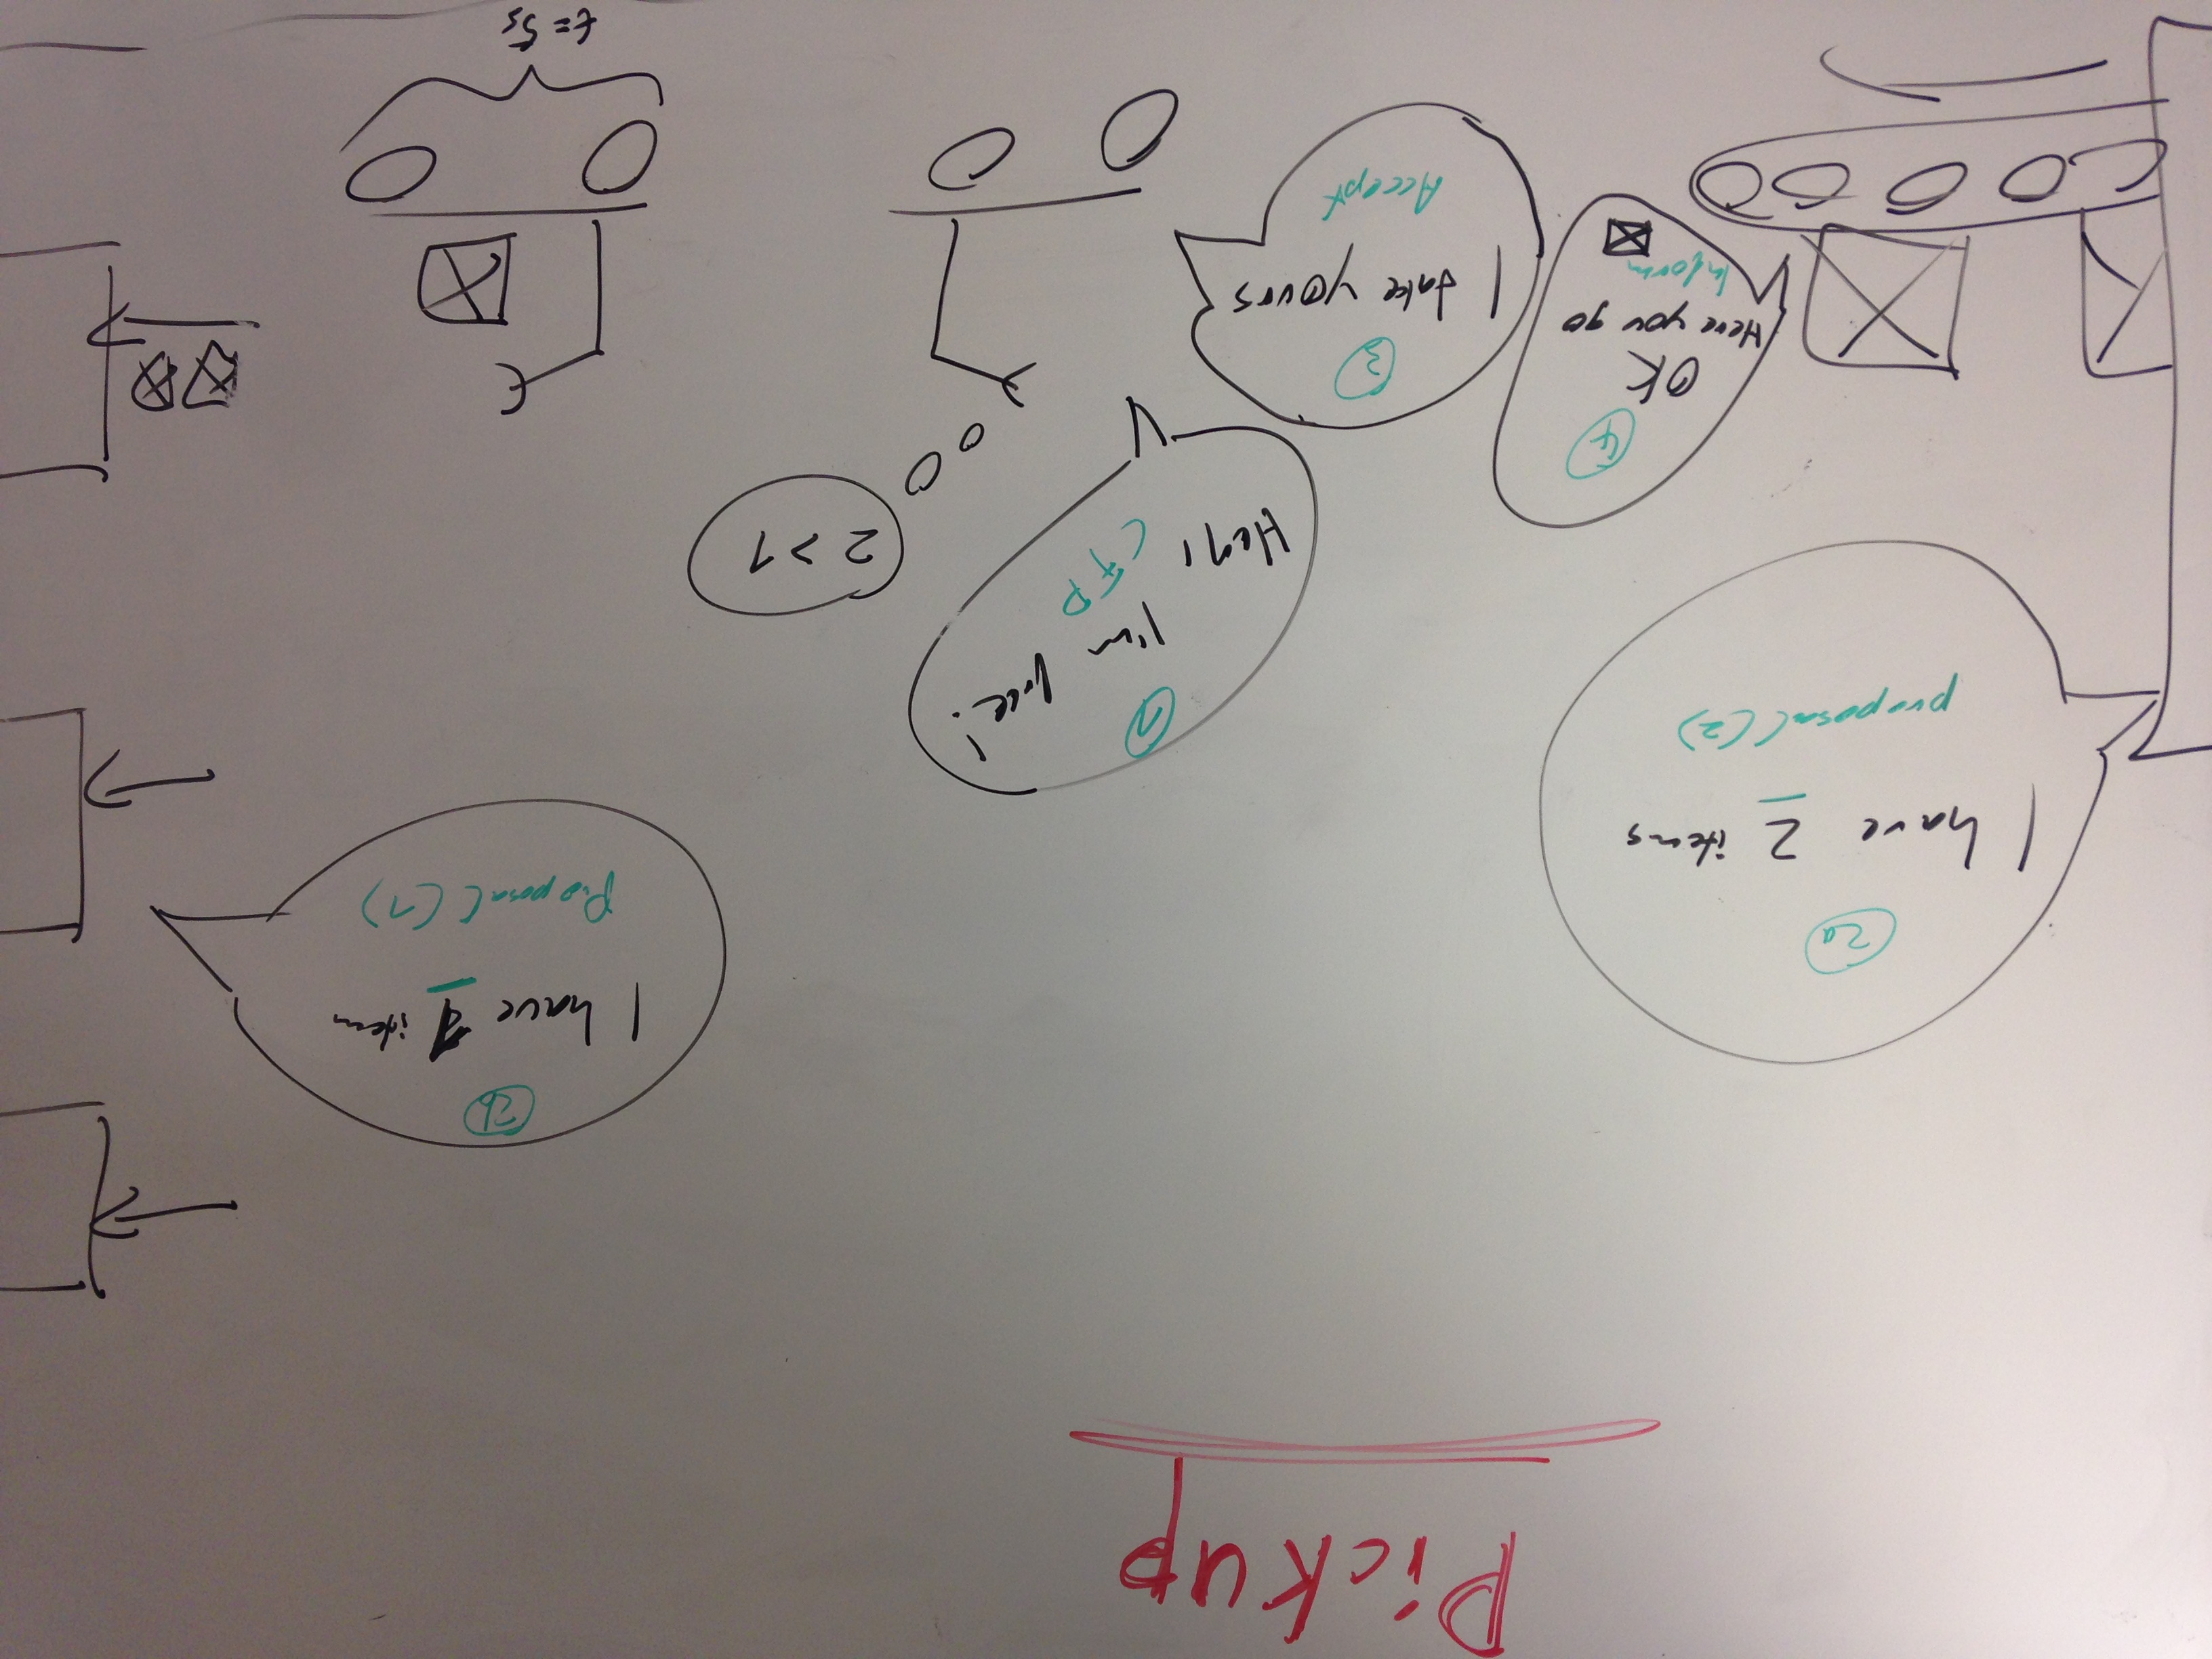 Pickup
2b
I have 1 item
Proposal (1)
2a
I have 2 items
proposal (2)
1
Hey, I'm free!
CFP
2 > 1
4
OK
Here you go
Inform
3
I take yours
Accept
t = 5s